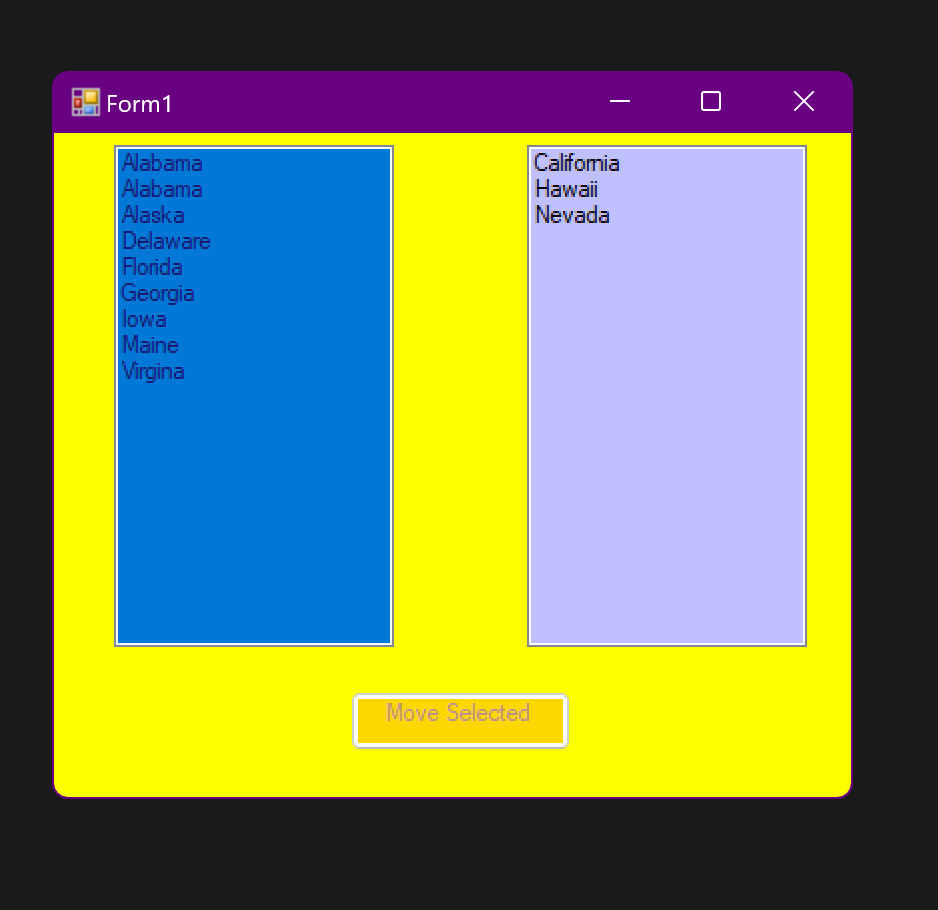 Form1
Alabama
Alabama
Alaska
Delaware
Florida
Georgia
Iowa
Maine
Virgina
California
Hawaii
Nevada
Move Selected